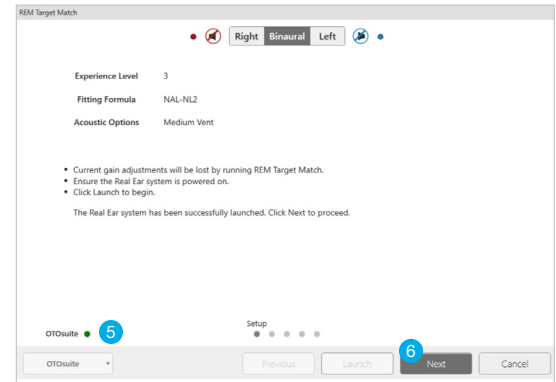 REM Target Match
Right Binaural Left
Experience Level 3
Fitting Formula NAL-NL2
Acoustic Options Medium Vent
• Current gain adjustments will be lost by running REM Target Match.
• Ensure the Real Ear system is powered on.
• Click Launch to begin.
The Real Ear system has been successfully launched. Click Next to proceed.
Setup
OTOsuite 5
6
OTOsuite Previous Launch Next Cancel